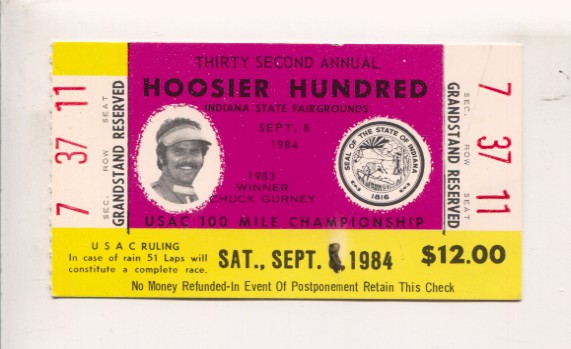 7 37 11
SEC. ROW SEAT
GRANDSTAND RESERVED
THIRTY SECOND ANNUAL
HOOSIER HUNDRED
INDIANA STATE FAIRGROUNDS
SEPT. 8
1984
1983
WINNER
CHUCK GURNEY
SEAL OF THE STATE OF INDIANA
1816
USAC 100 MILE CHAMPIONSHIP
SEC. ROW SEAT
GRANDSTAND RESERVED
7 37 11
USAC RULING
In case of rain 51 Laps will
constitute a complete race.
SAT., SEPT. 8, 1984
$12.00
No Money Refunded-In Event Of Postponement Retain This Check